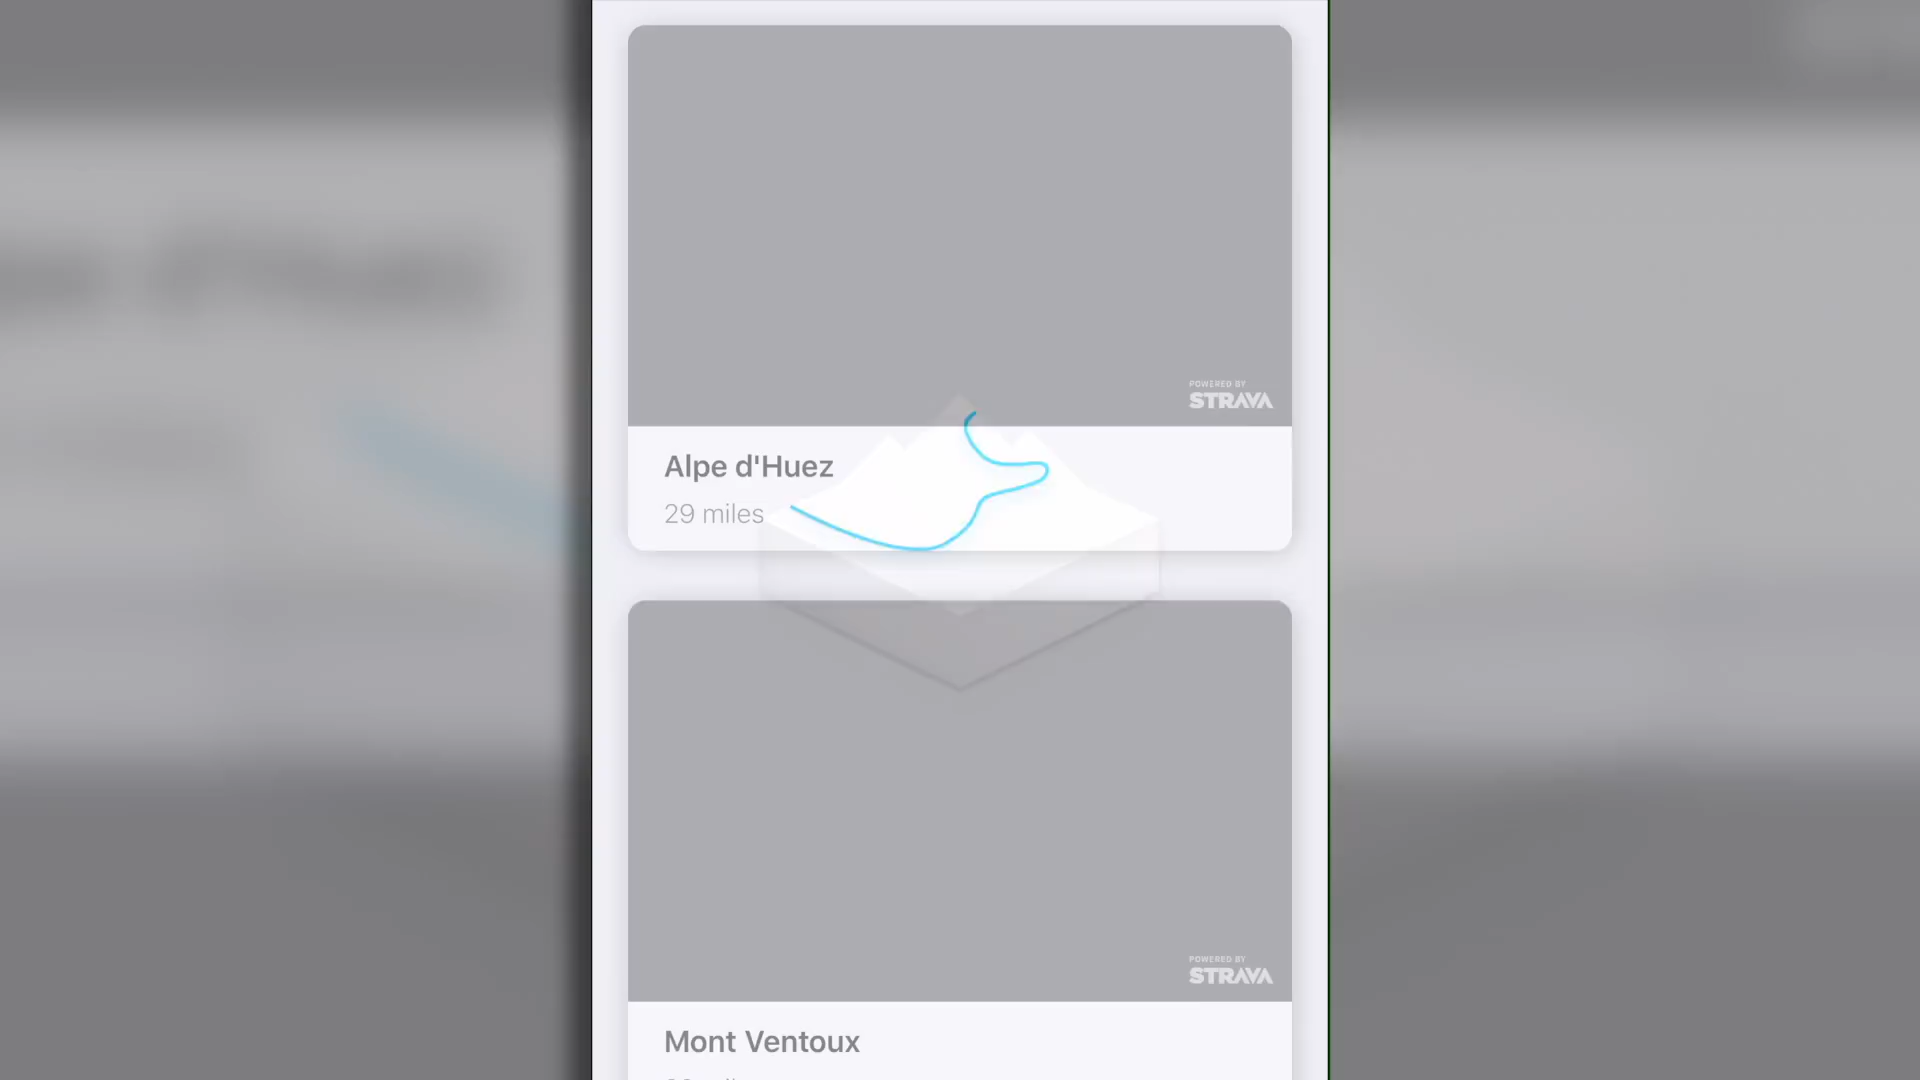 POWERED BY
STRAVA
Alpe d'Huez
29 miles
POWERED BY
STRAVA
Mont Ventoux